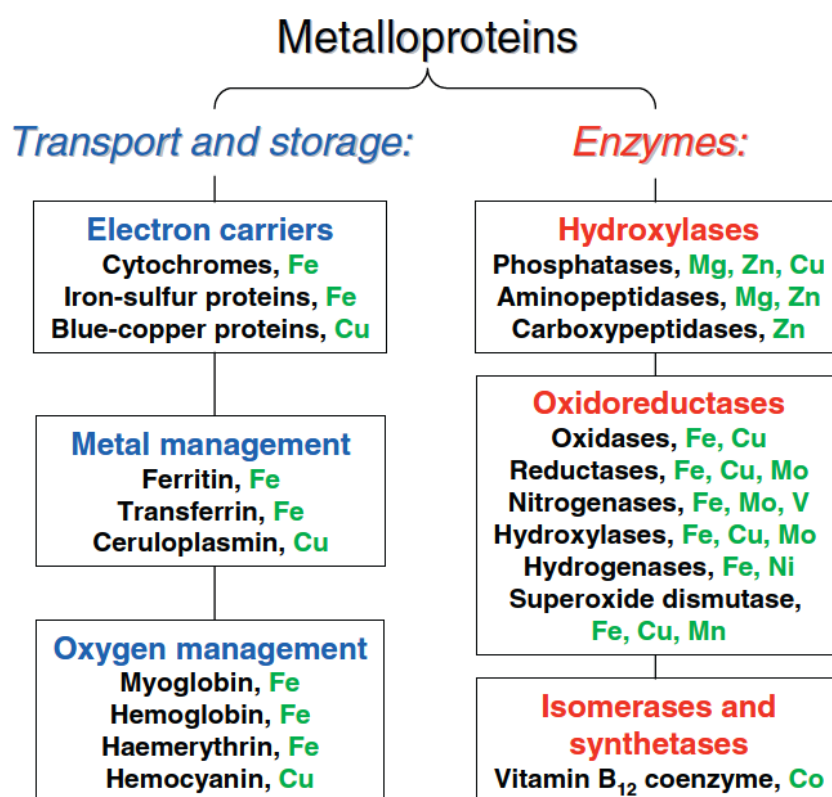 Metalloproteins
Transport and storage:
Electron carriers
Cytochromes, Fe
Iron-sulfur proteins, Fe
Blue-copper proteins, Cu
Metal management
Ferritin, Fe
Transferrin, Fe
Ceruloplasmin, Cu
Oxygen management
Myoglobin, Fe
Hemoglobin, Fe
Haemerythrin, Fe
Hemocyanin, Cu
Enzymes:
Hydroxylases
Phosphatases, Mg, Zn, Cu
Aminopeptidases, Mg, Zn
Carboxypeptidases, Zn
Oxidoreductases
Oxidases, Fe, Cu
Reductases, Fe, Cu, Mo
Nitrogenases, Fe, Mo, V
Hydroxylases, Fe, Cu, Mo
Hydrogenases, Fe, Ni
Superoxide dismutase,
Fe, Cu, Mn
Isomerases and
synthetases
Vitamin B₁₂ coenzyme, Co